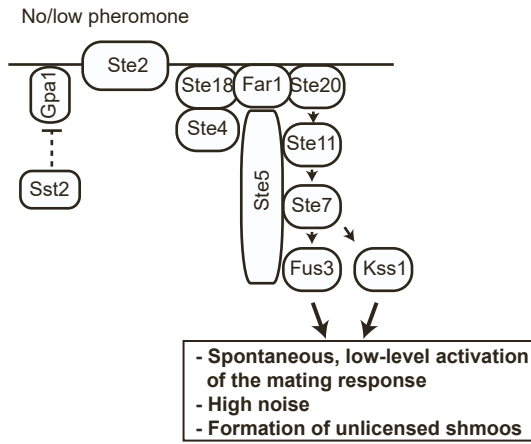 No/low pheromone
Ste2
Gpa1
Ste18
Far1
Ste20
Ste4
Ste11
Sst2
Ste5
Ste7
Fus3
Kss1
- Spontaneous, low-level activation
of the mating response
- High noise
- Formation of unlicensed shmoos